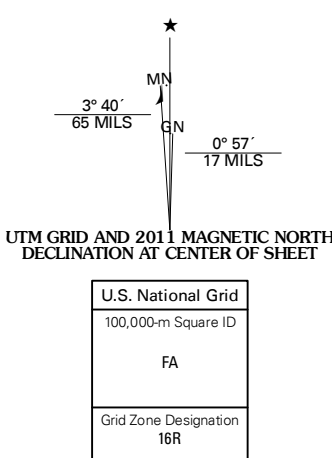 ★
MN
3° 40´
65 MILS
GN
0° 57´
17 MILS
UTM GRID AND 2011 MAGNETIC NORTH
DECLINATION AT CENTER OF SHEET
U.S. National Grid
100,000-m Square ID
FA
Grid Zone Designation
16R